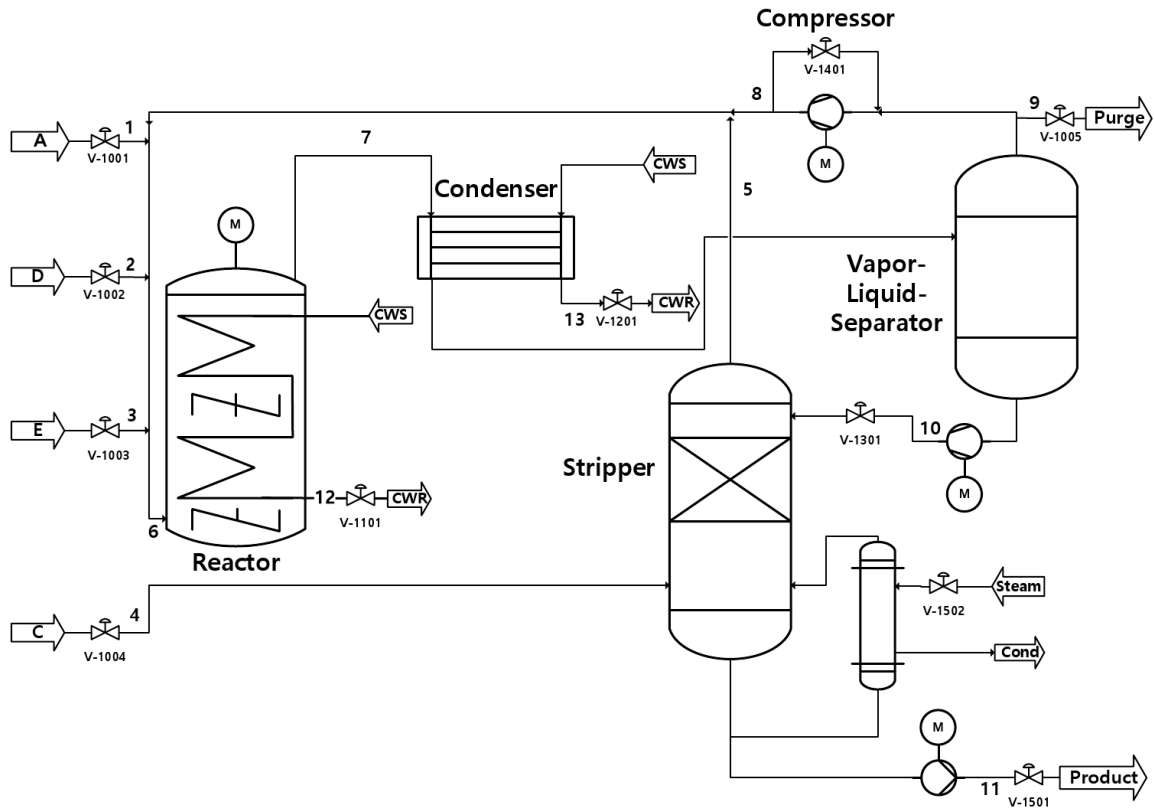 Compressor
V-1401
8
9
Purge
V-1005
M
A
1
V-1001
7
CWS
Condenser
5
M
D
2
V-1002
CWS
13
V-1201
CWR
Vapor-
Liquid-
Separator
E
3
V-1003
V-1301
10
M
Stripper
12
V-1101
CWR
6
Reactor
C
4
V-1004
Steam
V-1502
Cond
M
11
V-1501
Product